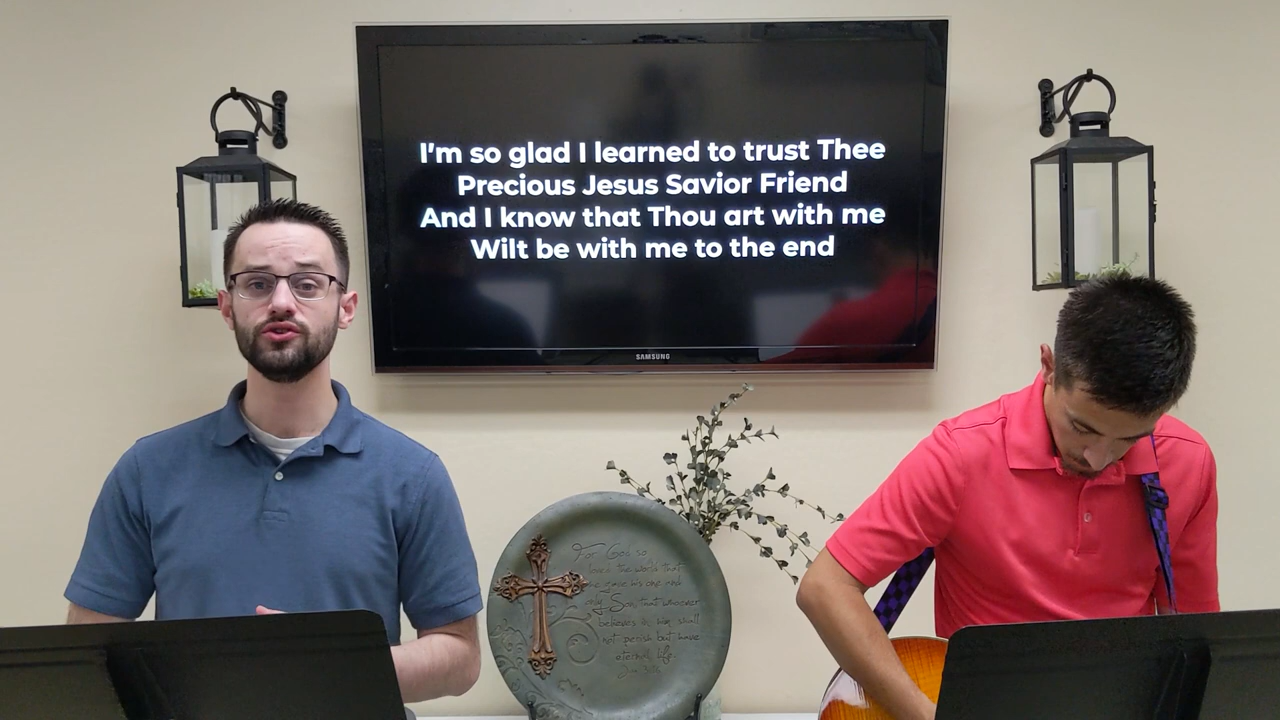 I'm so glad I learned to trust Thee
Precious Jesus Savior Friend
And I know that Thou art with me
Wilt be with me to the end
SAMSUNG
For God so
loved the world that
he gave his one and
only Son, that whoever
believes in him shall
not perish but have
eternal life.